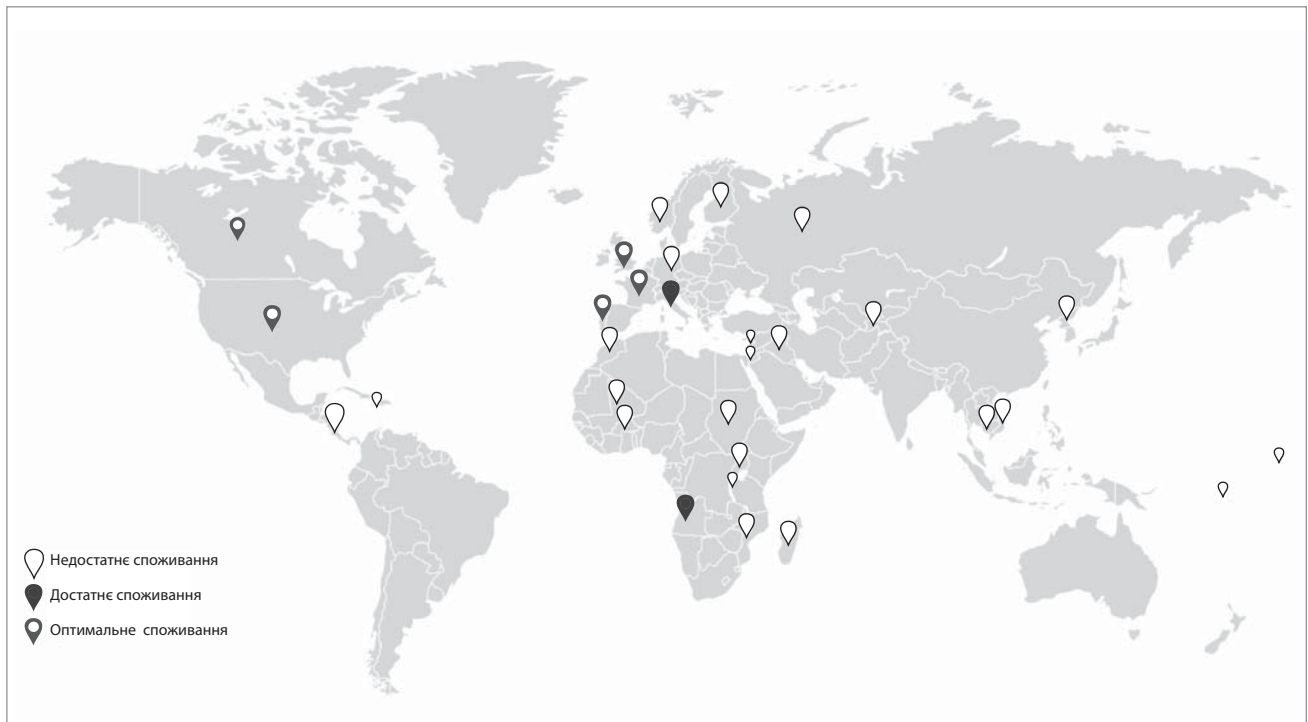 Недостатнє споживання
Достатнє споживання
Оптимальне споживання